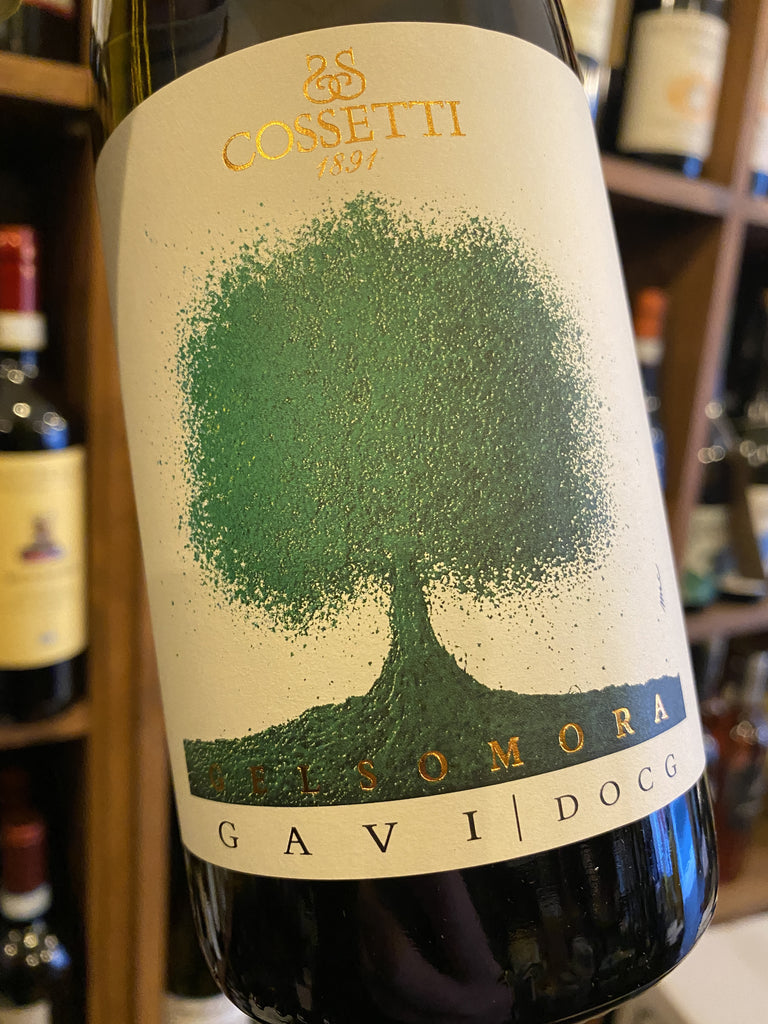 COSSETTI
1891
GELSOMORA
GAVI | DOCG